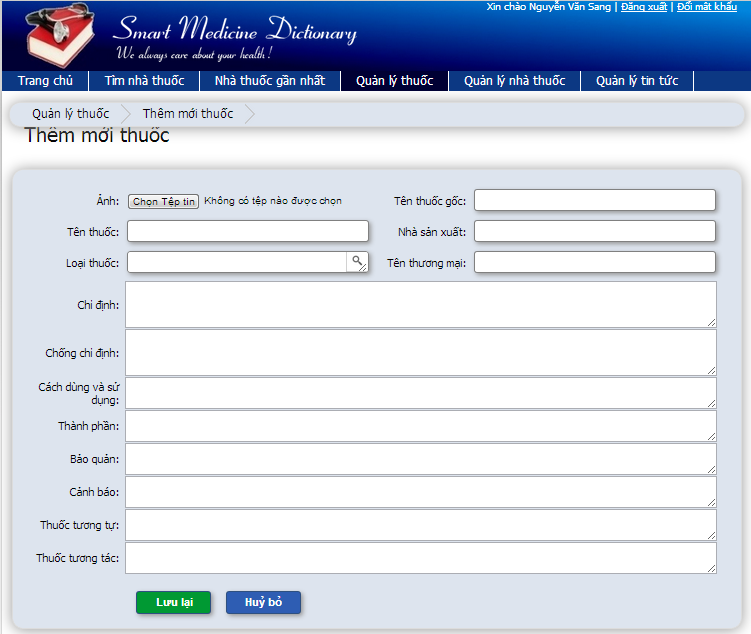 Xin chào Nguyễn Văn Sang | Đăng xuất | Đổi mật khẩu
Smart Medicine Dictionary
We always care about your health !
Trang chủ Tìm nhà thuốc Nhà thuốc gần nhất Quản lý thuốc Quản lý nhà thuốc Quản lý tin tức
Quản lý thuốc Thêm mới thuốc
Thêm mới thuốc
Ảnh: Chọn Tệp tin Không có tệp nào được chọn Tên thuốc gốc:
Tên thuốc: Nhà sản xuất:
Loại thuốc: Tên thương mại:
Chỉ định:
Chống chỉ định:
Cách dùng và sử
dụng:
Thành phần:
Bảo quản:
Cảnh báo:
Thuốc tương tự:
Thuốc tương tác:
Lưu lại Huỷ bỏ